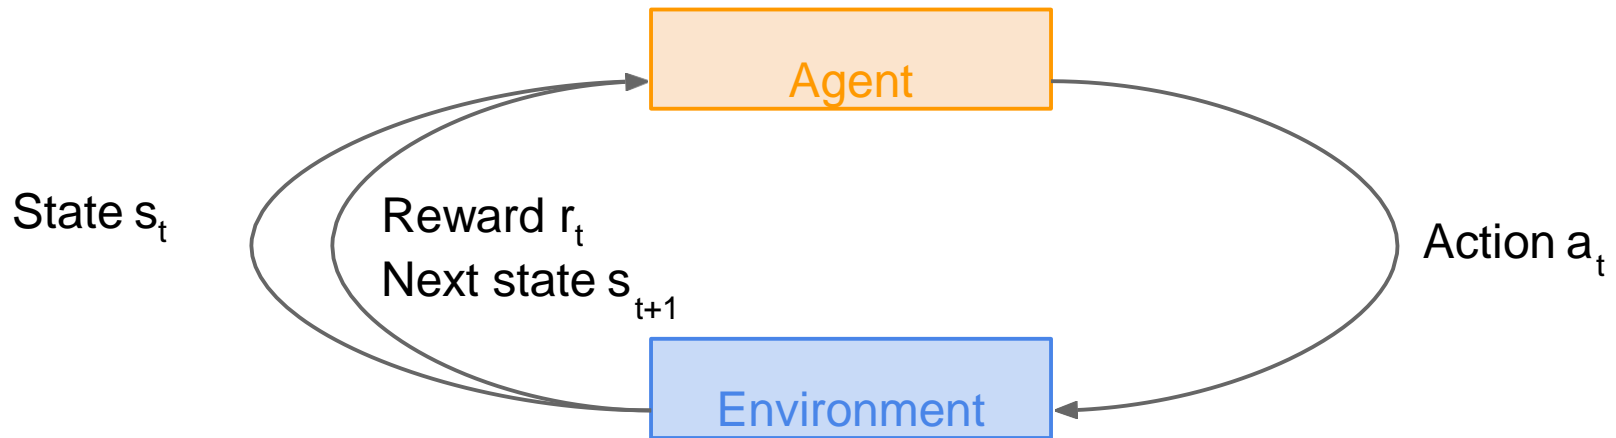 Agent
State sₜ
Reward rₜ
Next state sₜ₊₁
Action aₜ
Environment